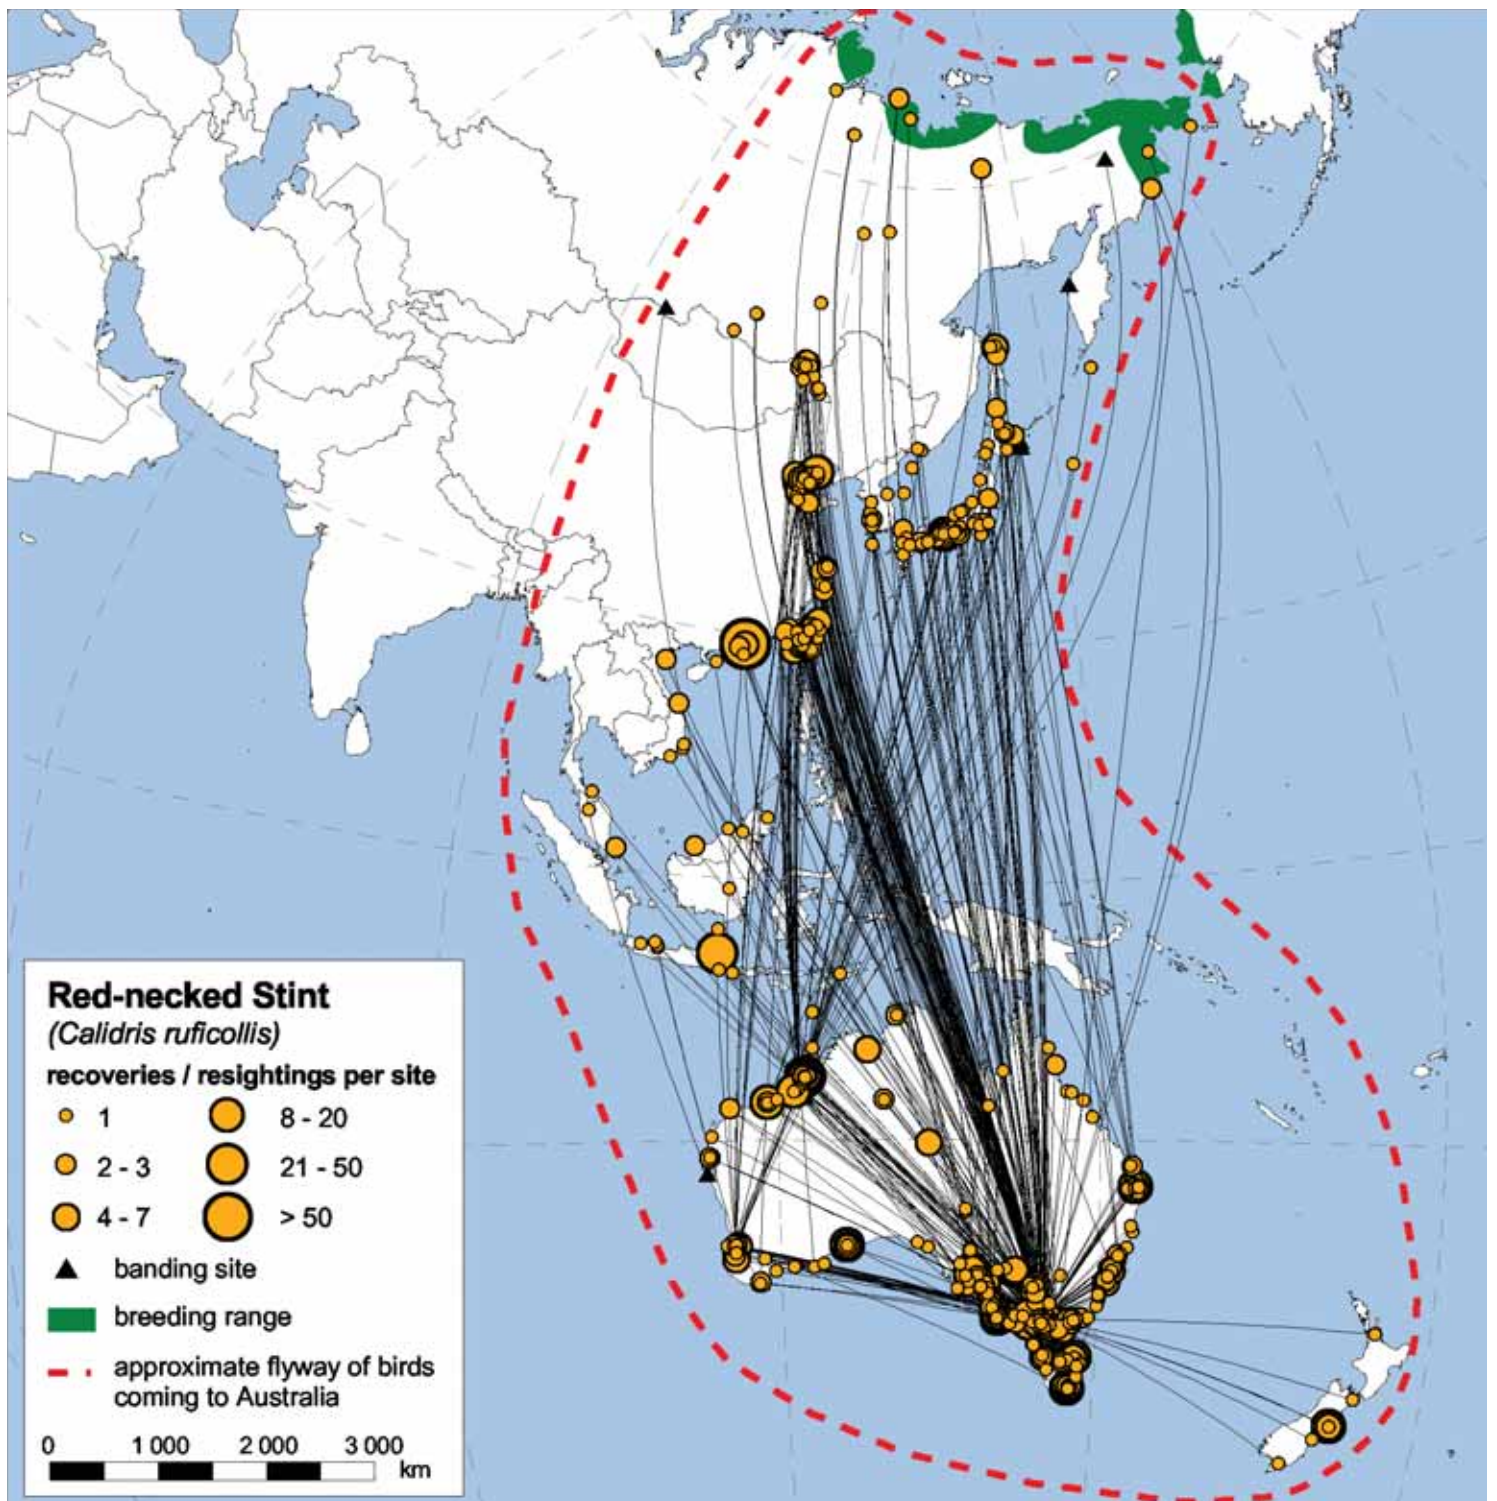 Red-necked Stint
(Calidris ruficollis)
recoveries / resightings per site
1 8 - 20
2 - 3 21 - 50
4 - 7 > 50
banding site
breeding range
approximate flyway of birds
coming to Australia
0 1 000 2 000 3 000
km